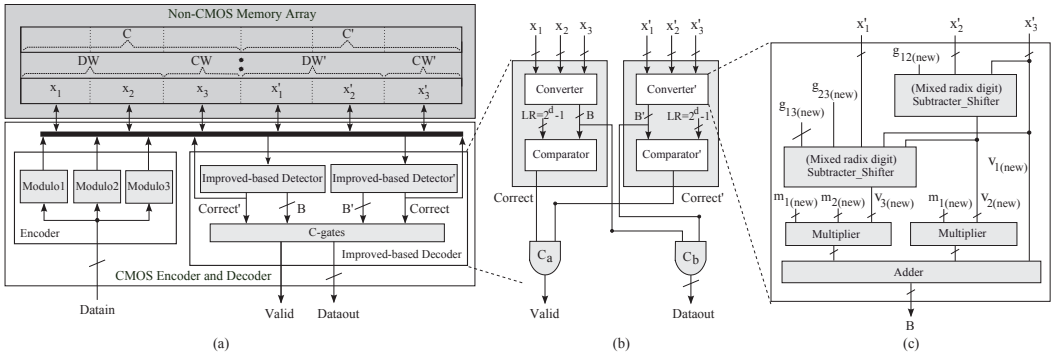 Non-CMOS Memory Array
C
C'
DW
CW
DW'
CW'
x1
x2
x3
x'1
x'2
x'3
Modulo1
Modulo2
Modulo3
Encoder
Improved-based Detector
Improved-based Detector'
Correct'
B
B'
Correct
C-gates
Improved-based Decoder
CMOS Encoder and Decoder
Datain
Valid
Dataout
(a)
x1
x2
x3
x'1
x'2
x'3
Converter
Converter'
LR=2^d-1
B
B'
LR=2^d-1
Comparator
Comparator'
Correct
Correct'
Ca
Cb
Valid
Dataout
(b)
x'1
x'2
x'3
g12(new)
(Mixed radix digit)
Subtracter_Shifter
g23(new)
g13(new)
(Mixed radix digit)
Subtracter_Shifter
v1(new)
m1(new)
m2(new)
v3(new)
m1(new)
v2(new)
Multiplier
Multiplier
Adder
B
(c)